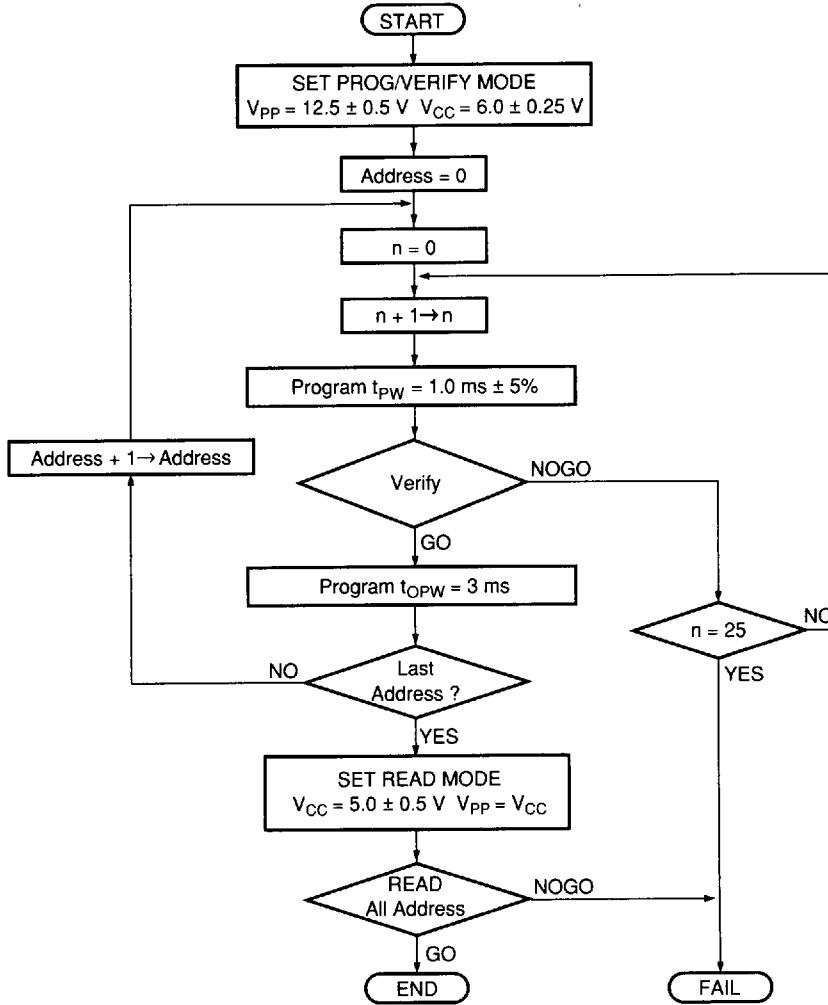 START
SET PROG/VERIFY MODE
VPP = 12.5 ± 0.5 V VCC = 6.0 ± 0.25 V
Address = 0
n = 0
n + 1→n
Program tPW = 1.0 ms ± 5%
Address + 1→Address
Verify
NOGO
GO
Program tOPW = 3 ms
n = 25
NO
YES
NO
Last
Address ?
YES
SET READ MODE
VCC = 5.0 ± 0.5 V VPP = VCC
READ
All Address
NOGO
GO
END
FAIL